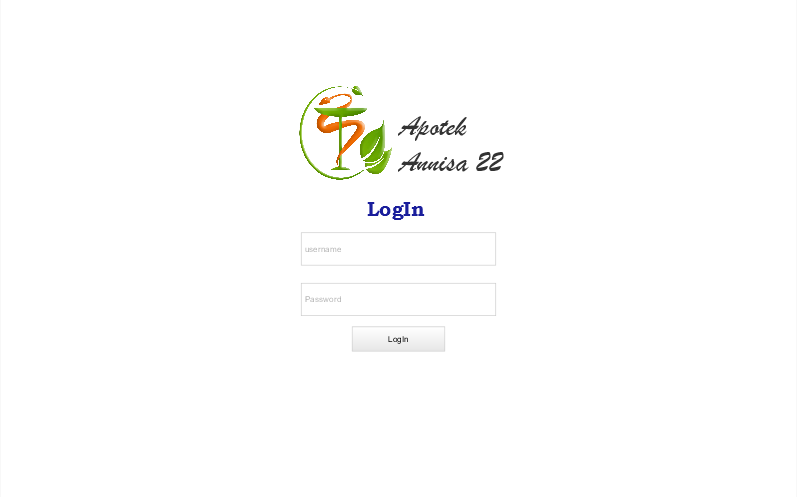 Apotek
Annisa 22
LogIn
username
Password
LogIn